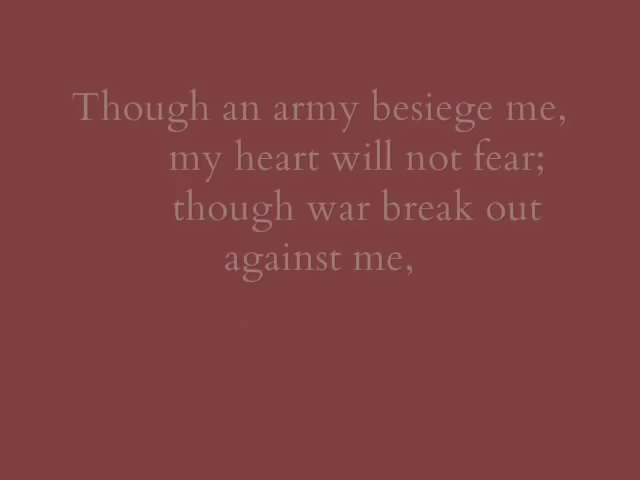 Though an army besiege me,
my heart will not fear;
though war break out
against me,